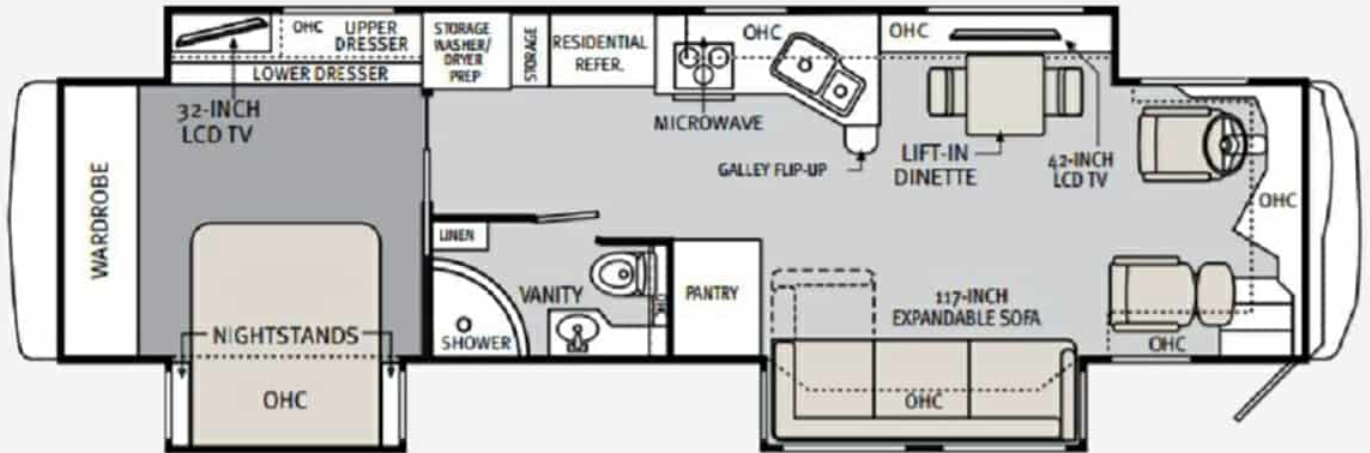 OHC
UPPER
DRESSER
LOWER DRESSER
32-INCH
LCD TV
STORAGE
WASHER/
DRYER
PREP
STORAGE
RESIDENTIAL
REFER.
OHC
MICROWAVE
GALLEY FLIP-UP
OHC
LIFT-IN
DINETTE
42-INCH
LCD TV
OHC
WARDROBE
NIGHTSTANDS
OHC
LINEN
SHOWER
VANITY
OHC
PANTRY
117-INCH
EXPANDABLE SOFA
OHC
OHC